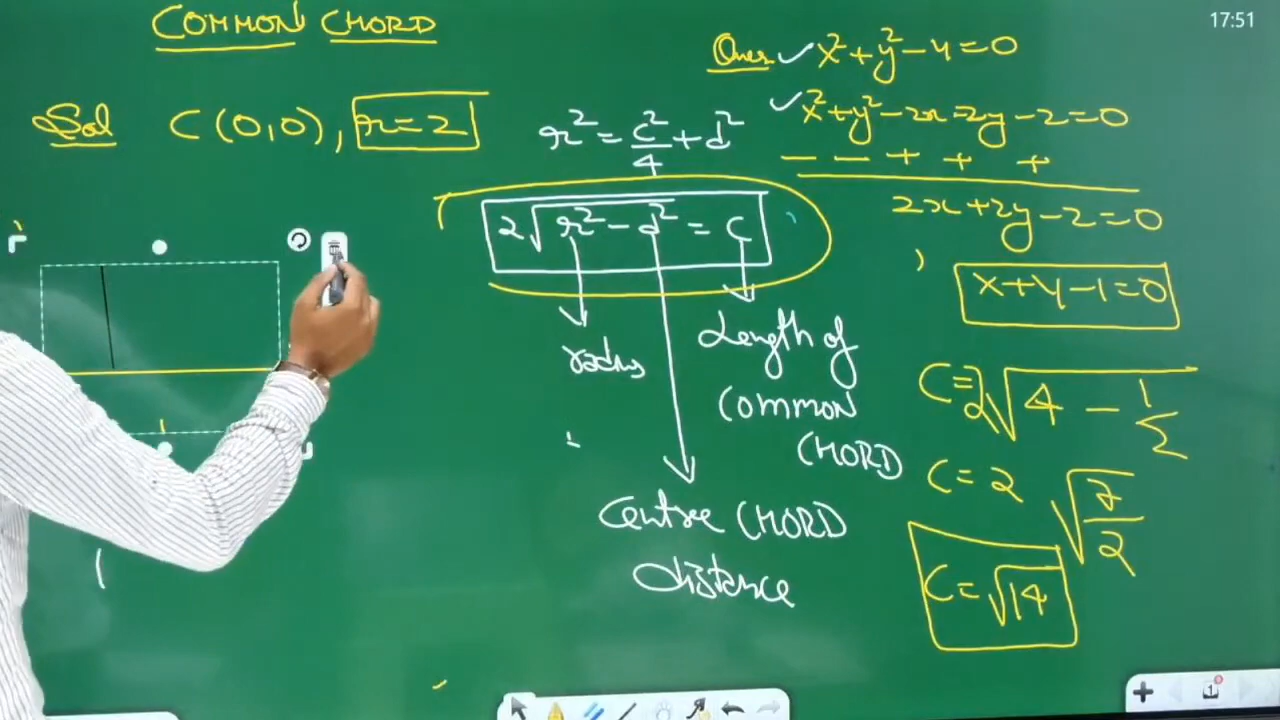 17:51
COMMON CHORD
Ques ✓ x²+y²-4=0
✓ x²+y²-2x-2y-2=0
- - + + +
2x+2y-2=0
x+y-1=0
Sol C(0,0), r=2
r² = c²/4 + d²
2√(r²-d²) = C
radius
Length of
COMMON
CHORD
Centre CHORD
distance
C=2√(4 - 1/2)
C=2 √(7/2)
C=√14
1